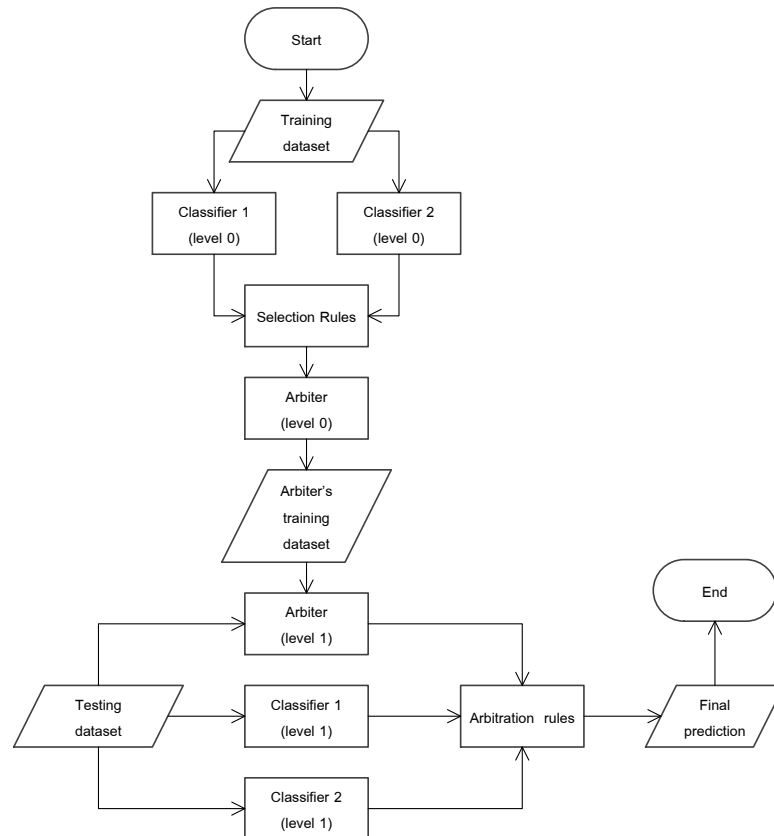 Start
Training
dataset
Classifier 1
(level 0)
Classifier 2
(level 0)
Selection Rules
Arbiter
(level 0)
Arbiter's
training
dataset
Arbiter
(level 1)
End
Testing
dataset
Classifier 1
(level 1)
Arbitration rules
Final
prediction
Classifier 2
(level 1)